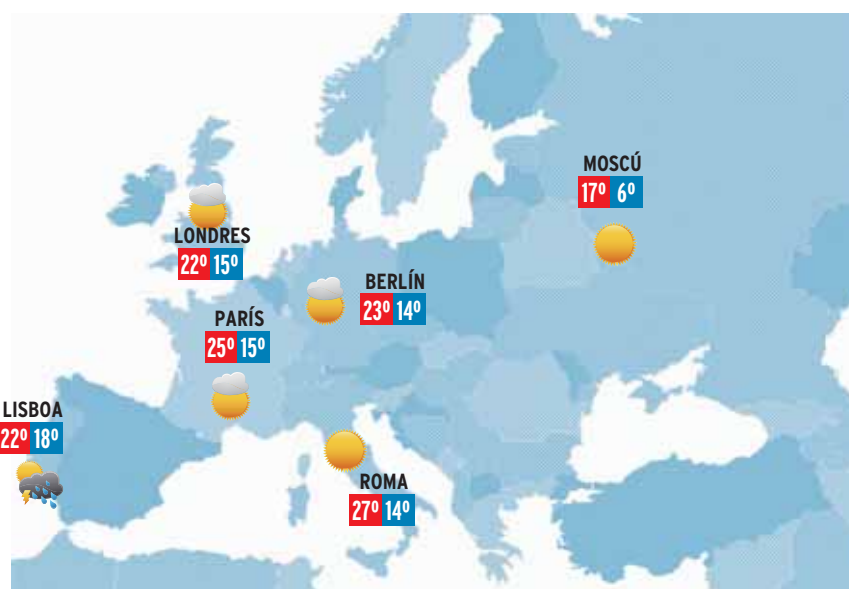 MOSCÚ
17º 6º
LONDRES
22º 15º
BERLÍN
23º 14º
PARÍS
25º 15º
LISBOA
22º 18º
ROMA
27º 14º